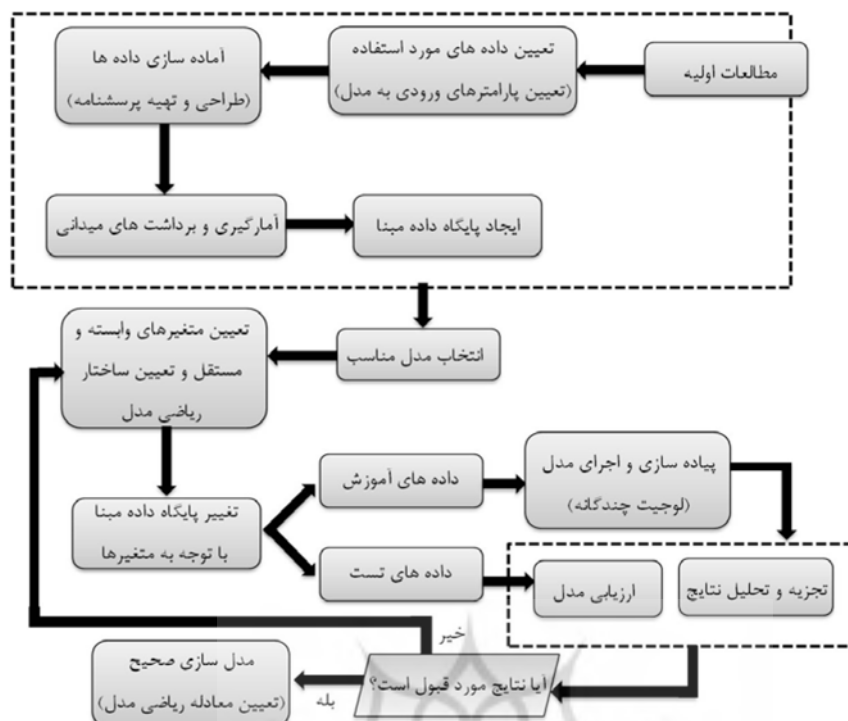 مطالعات اولیه
تعیین داده های مورد استفاده
(تعیین پارامترهای ورودی به مدل)
آماده سازی داده ها
(طراحی و تهیه پرسشنامه)
آمارگیری و برداشت های میدانی
ایجاد پایگاه داده مبنا
انتخاب مدل مناسب
تعیین متغیرهای وابسته و
مستقل و تعیین ساختار
ریاضی مدل
تغییر پایگاه داده مبنا
با توجه به متغیرها
داده های آموزش
پیاده سازی و اجرای مدل
(لوجیت چندگانه)
داده های تست
ارزیابی مدل
تجزیه و تحلیل نتایج
آیا نتایج مورد قبول است؟
خیر
بله
مدل سازی صحیح
(تعیین معادله ریاضی مدل)